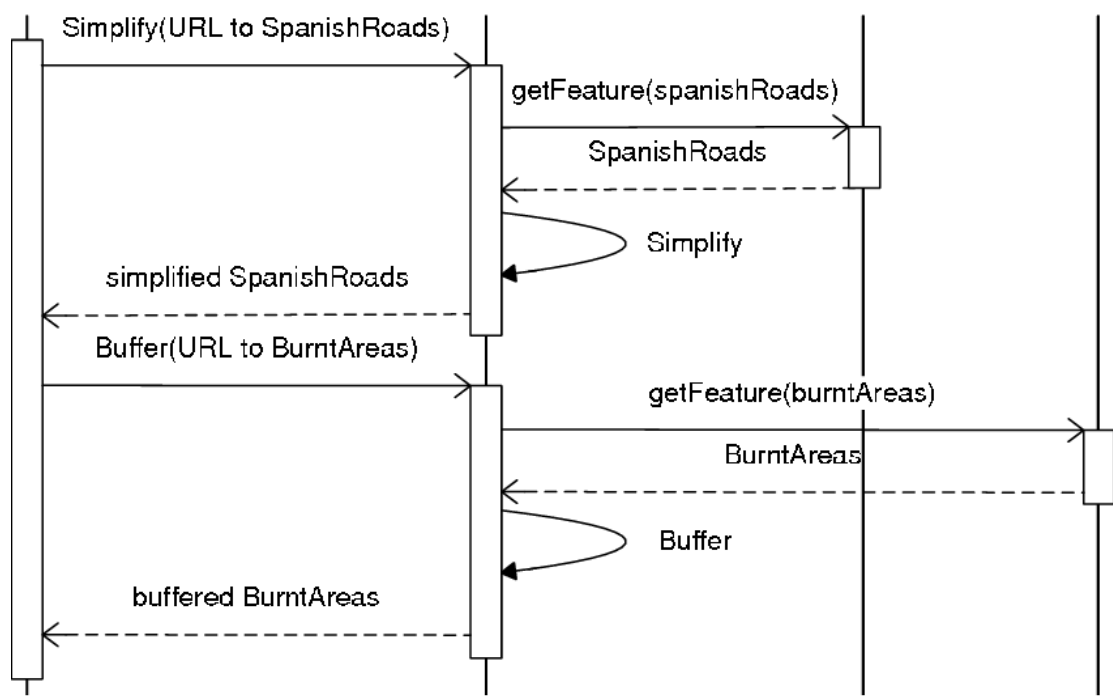 Simplify(URL to SpanishRoads)
getFeature(spanishRoads)
SpanishRoads
Simplify
simplified SpanishRoads
Buffer(URL to BurntAreas)
getFeature(burntAreas)
BurntAreas
Buffer
buffered BurntAreas